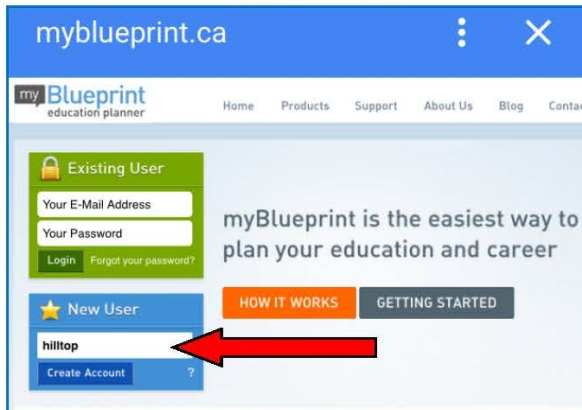 myblueprint.ca
my Blueprint
education planner
Home Products Support About Us Blog Contac
Existing User
Your E-Mail Address
Your Password
Login Forgot your password?
myBlueprint is the easiest way to
plan your education and career
HOW IT WORKS GETTING STARTED
New User
hilltop
Create Account ?